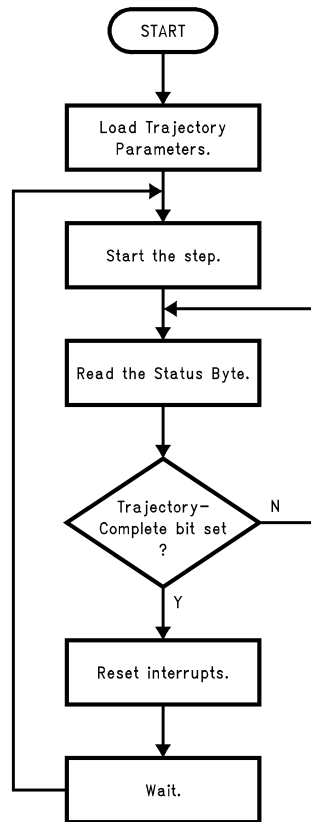 START
Load Trajectory
Parameters.
Start the step.
Read the Status Byte.
Trajectory-
Complete bit set
?
N
Y
Reset interrupts.
Wait.